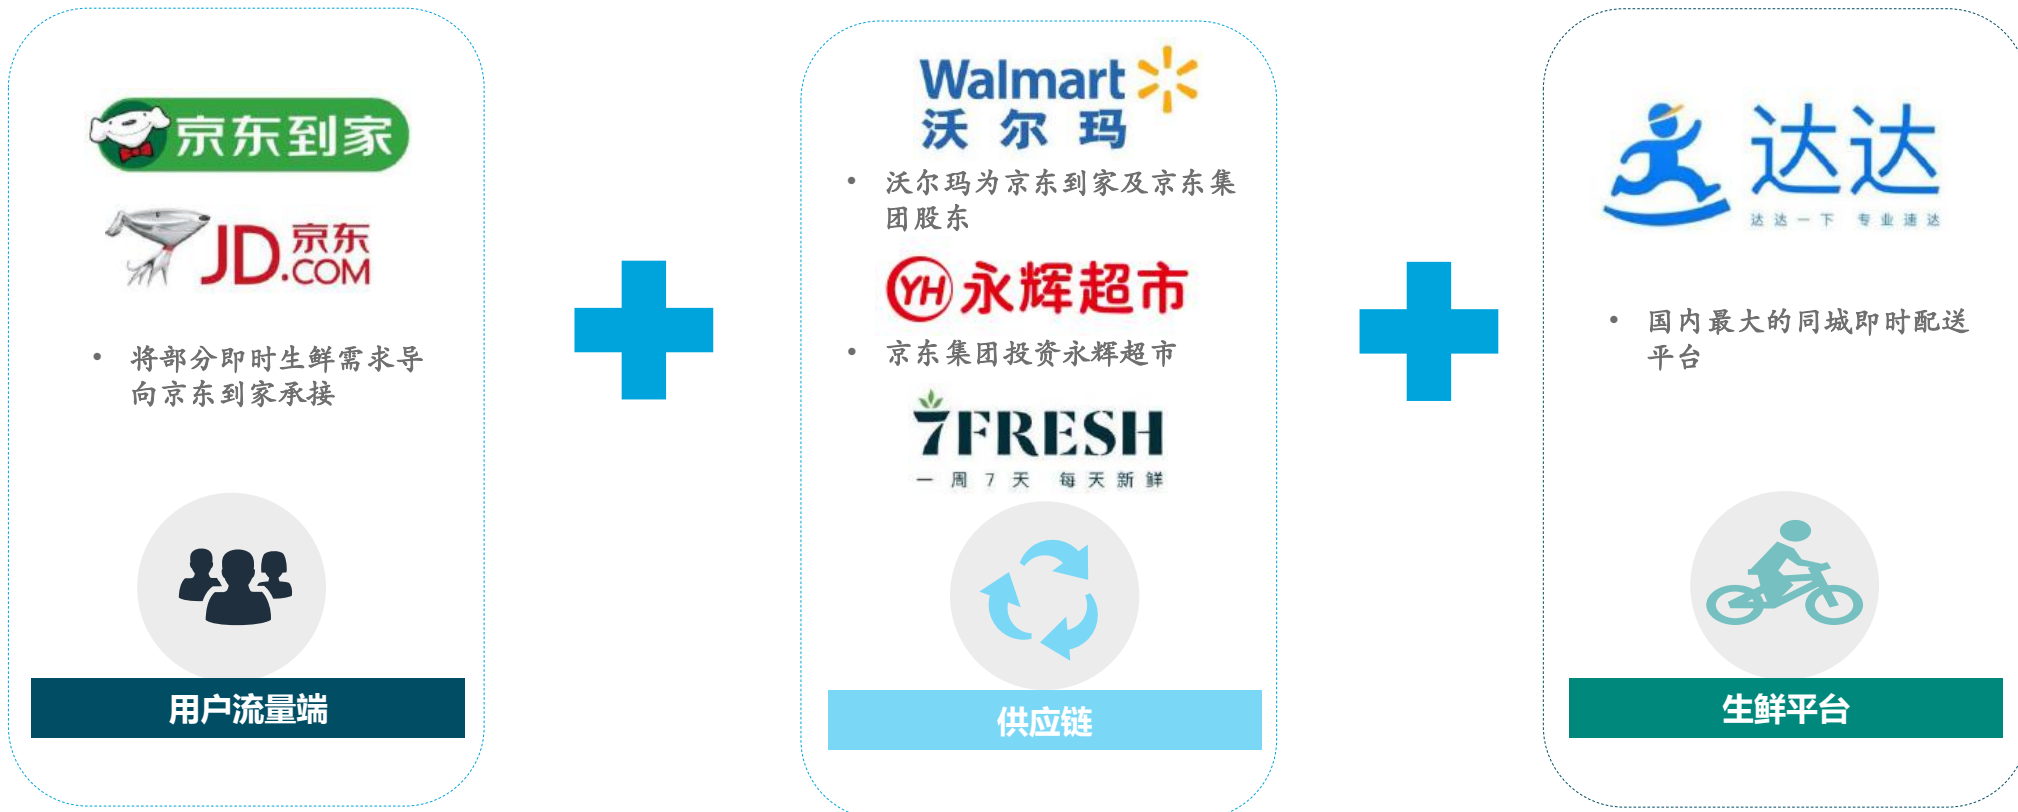 京东到家
JD.COM 京东
• 将部分即时生鲜需求导
向京东到家承接
用户流量端
Walmart
沃尔玛
• 沃尔玛为京东到家及京东集
团股东
YH 永辉超市
• 京东集团投资永辉超市
7FRESH
一周7天 每天新鲜
供应链
达达
达达一下 专业速达
• 国内最大的同城即时配送
平台
生鲜平台